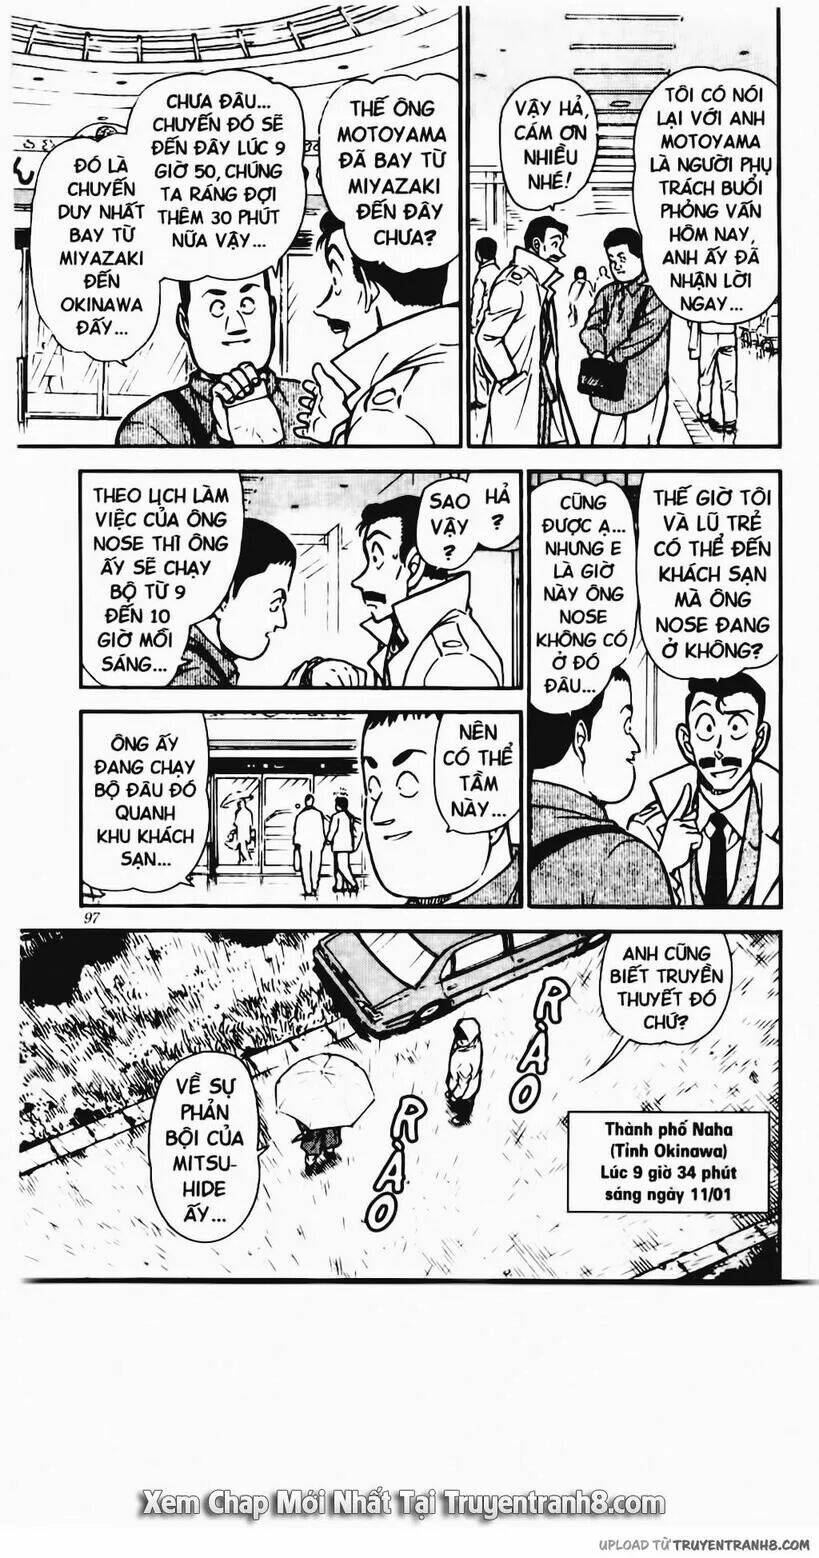 TÔI CÓ NÓI
LẠI VỚI ANH
MOTOYAMA
LÀ NGƯỜI PHỤ
TRÁCH BUỔI
PHỎNG VẤN
HÔM NAY,
ANH ẤY ĐÃ
NHẬN LỜI
NGAY...
VẬY HẢ,
CÁM ƠN
NHIỀU
NHÉ!
THẾ ÔNG
MOTOYAMA
ĐÃ BAY TỪ
MIYAZAKI
ĐẾN ĐÂY
CHƯA?
CHƯA ĐÂU...
CHUYẾN ĐÓ SẼ
ĐẾN ĐÂY LÚC 9
GIỜ 50, CHÚNG
TA RÁNG ĐỢI
THÊM 30 PHÚT
NỮA VẬY...
ĐÓ LÀ
CHUYẾN
DUY NHẤT
BAY TỪ
MIYAZAKI
ĐẾN
OKINAWA
ĐẤY...
THẾ GIỜ TÔI
VÀ LŨ TRẺ
CÓ THỂ ĐẾN
KHÁCH SẠN
MÀ ÔNG
NOSE ĐANG
Ở KHÔNG?
CŨNG
ĐƯỢC Ạ...
NHƯNG E
LÀ GIỜ
NÀY ÔNG
NOSE
KHÔNG CÓ
Ở ĐÓ
ĐÂU...
HẢ
?
SAO
VẬY
?
THEO LỊCH LÀM
VIỆC CỦA ÔNG
NOSE THÌ ÔNG
ẤY SẼ CHẠY
BỘ TỪ 9
ĐẾN 10
GIỜ MỖI
SÁNG...
NÊN
CÓ THỂ
TẦM
NÀY...
ÔNG ẤY
ĐANG CHẠY
BỘ ĐÂU ĐÓ
QUANH
KHU KHÁCH
SẠN...
97
ANH CŨNG
BIẾT TRUYỀN
THUYẾT ĐÓ
CHỨ?
RÀO
RÀO
Thành phố Naha
(Tỉnh Okinawa)
Lúc 9 giờ 34 phút
sáng ngày 11/01
VỀ SỰ
PHẢN
BỘI CỦA
MITSU-
HIDE
ẤY...
Xem Chap Mới Nhất Tại Truyentranh8.com
UPLOAD TỪ TRUYENTRANH8.COM